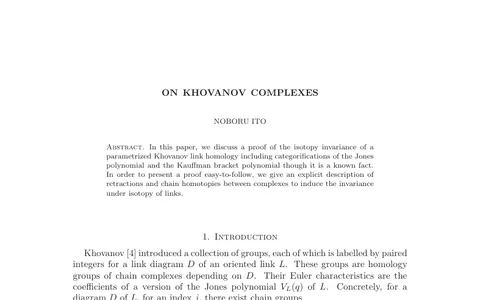 ON KHOVANOV COMPLEXES
NOBORU ITO
Abstract. In this paper, we discuss a proof of the isotopy invariance of a
parametrized Khovanov link homology including categorifications of the Jones
polynomial and the Kauffman bracket polynomial though it is a known fact.
In order to present a proof easy-to-follow, we give an explicit description of
retractions and chain homotopies between complexes to induce the invariance
under isotopy of links.
1. Introduction
Khovanov [4] introduced a collection of groups, each of which is labelled by paired
integers for a link diagram D of an oriented link L. These groups are homology
groups of chain complexes depending on D. Their Euler characteristics are the
coefficients of a version of the Jones polynomial V_L(q) of L. Concretely, for a
diagram D of L, for an index j, there exist chain groups